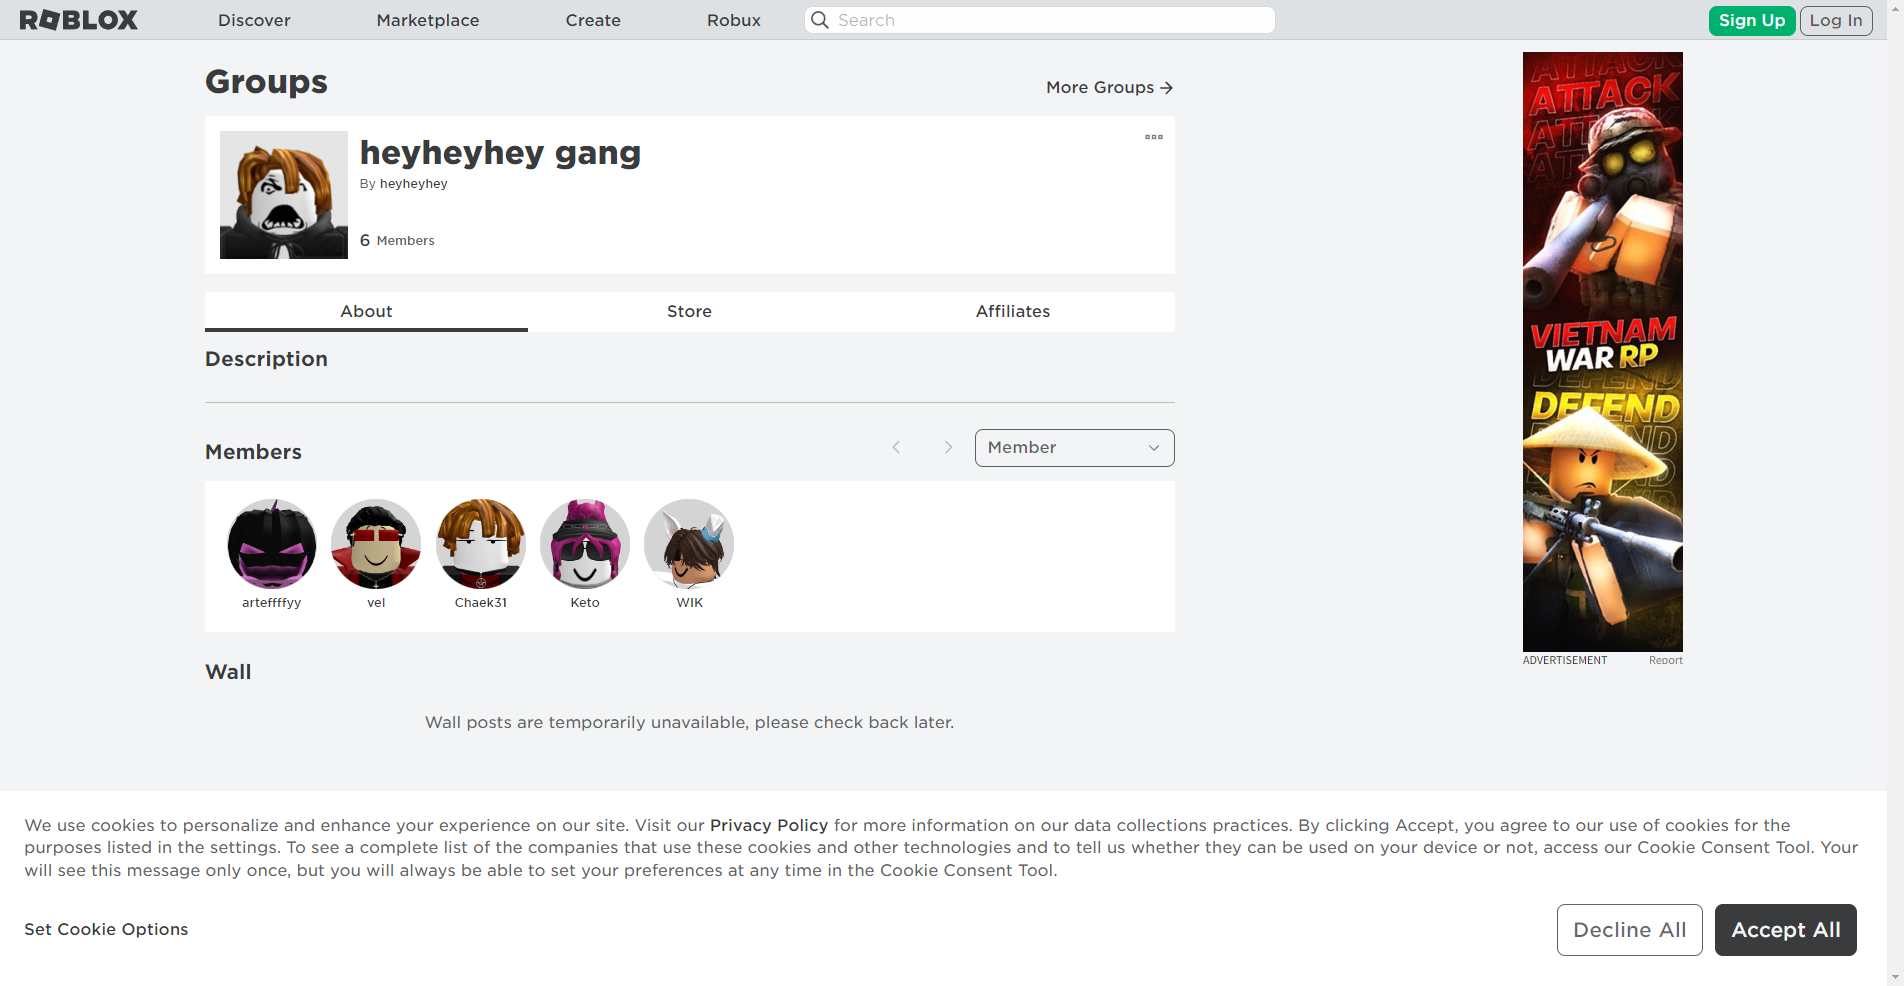 ROBLOX Discover Marketplace Create Robux Search Sign Up Log In
Groups
More Groups
heyheyhey gang
By heyheyhey
6 Members
About Store Affiliates
Description
Members
Member
arteffffyy vel Chaek31 Keto WIK
Wall
Wall posts are temporarily unavailable, please check back later.
ATTACK
ATTACK
VIETNAM
WAR RP
DEFEND
DEFEND
DEFEND
ADVERTISEMENT Report
We use cookies to personalize and enhance your experience on our site. Visit our Privacy Policy for more information on our data collections practices. By clicking Accept, you agree to our use of cookies for the
purposes listed in the settings. To see a complete list of the companies that use these cookies and other technologies and to tell us whether they can be used on your device or not, access our Cookie Consent Tool. Your
will see this message only once, but you will always be able to set your preferences at any time in the Cookie Consent Tool.
Set Cookie Options
Decline All Accept All